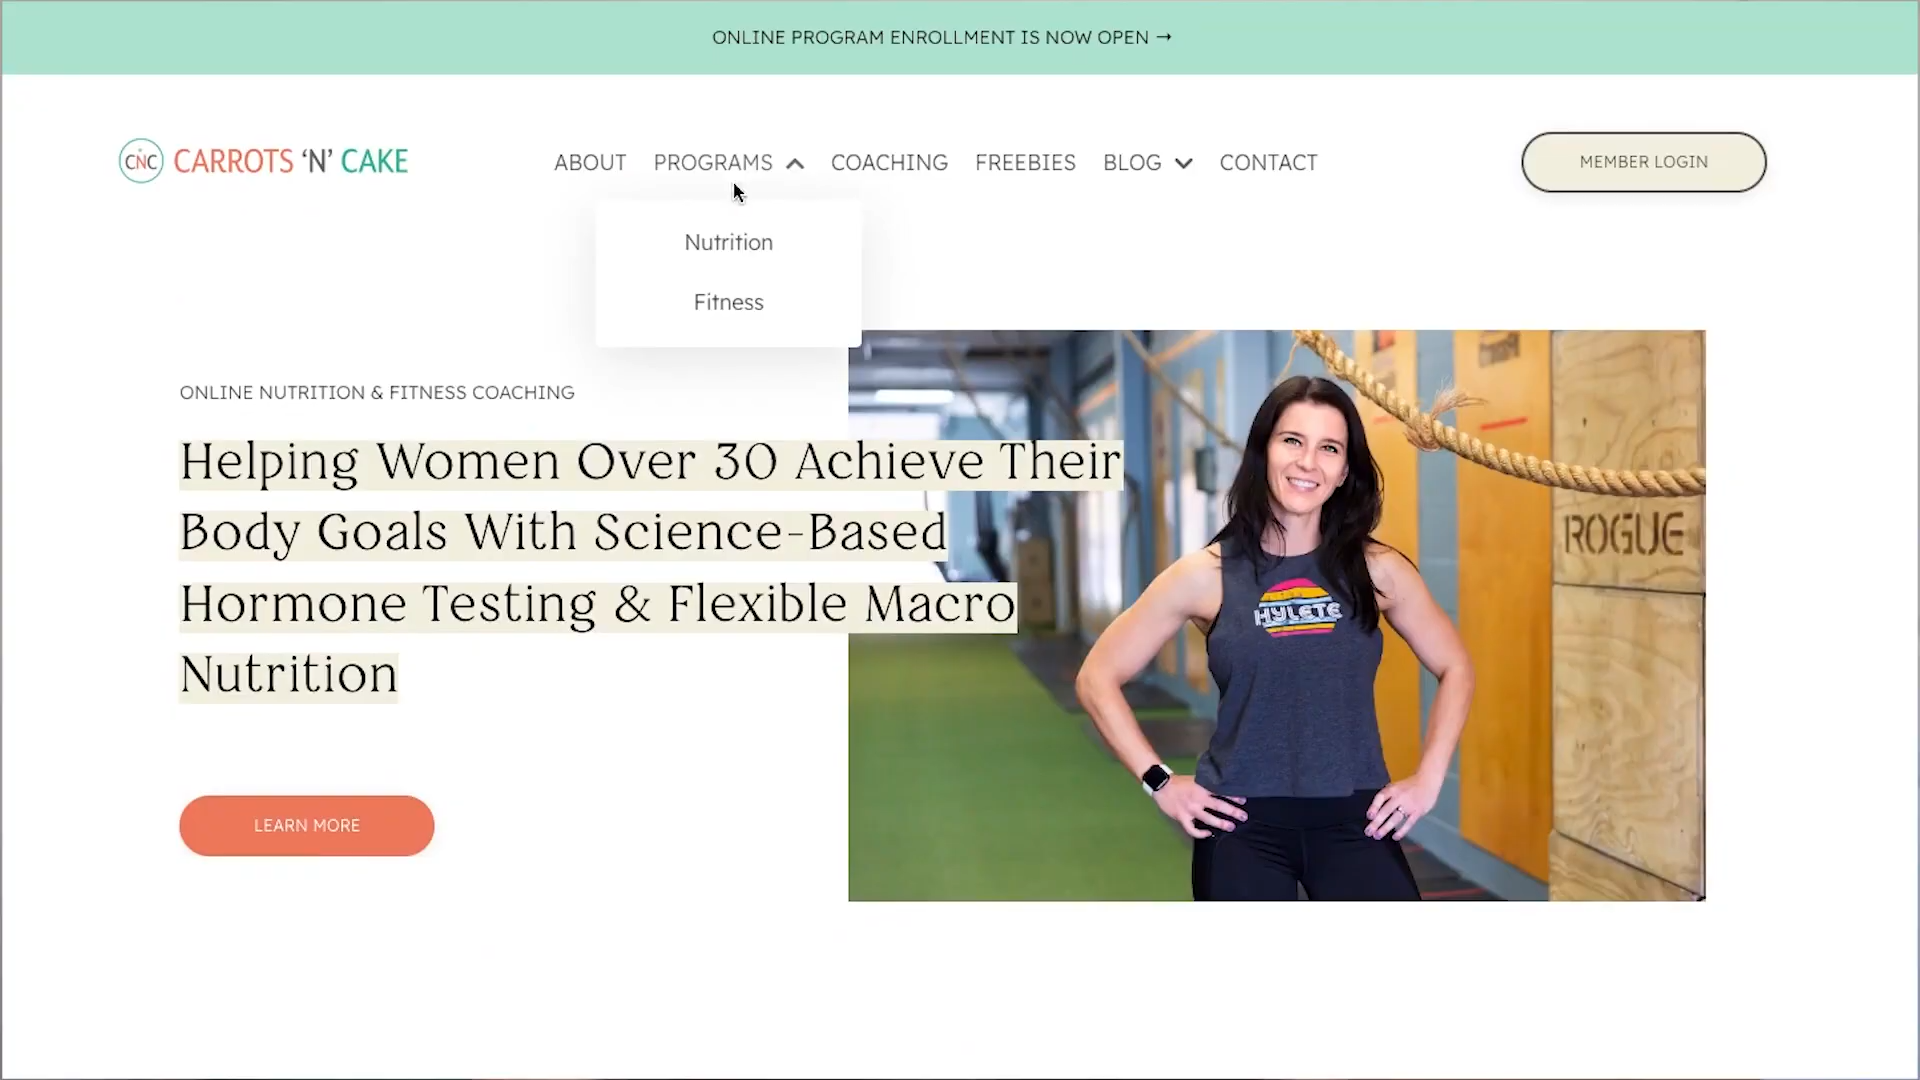 ONLINE PROGRAM ENROLLMENT IS NOW OPEN →
CNC CARROTS ‘N’ CAKE
ABOUT PROGRAMS COACHING FREEBIES BLOG CONTACT
MEMBER LOGIN
Nutrition
Fitness
ONLINE NUTRITION & FITNESS COACHING
Helping Women Over 30 Achieve Their
Body Goals With Science-Based
Hormone Testing & Flexible Macro
Nutrition
LEARN MORE
HYLETE
ROGUE